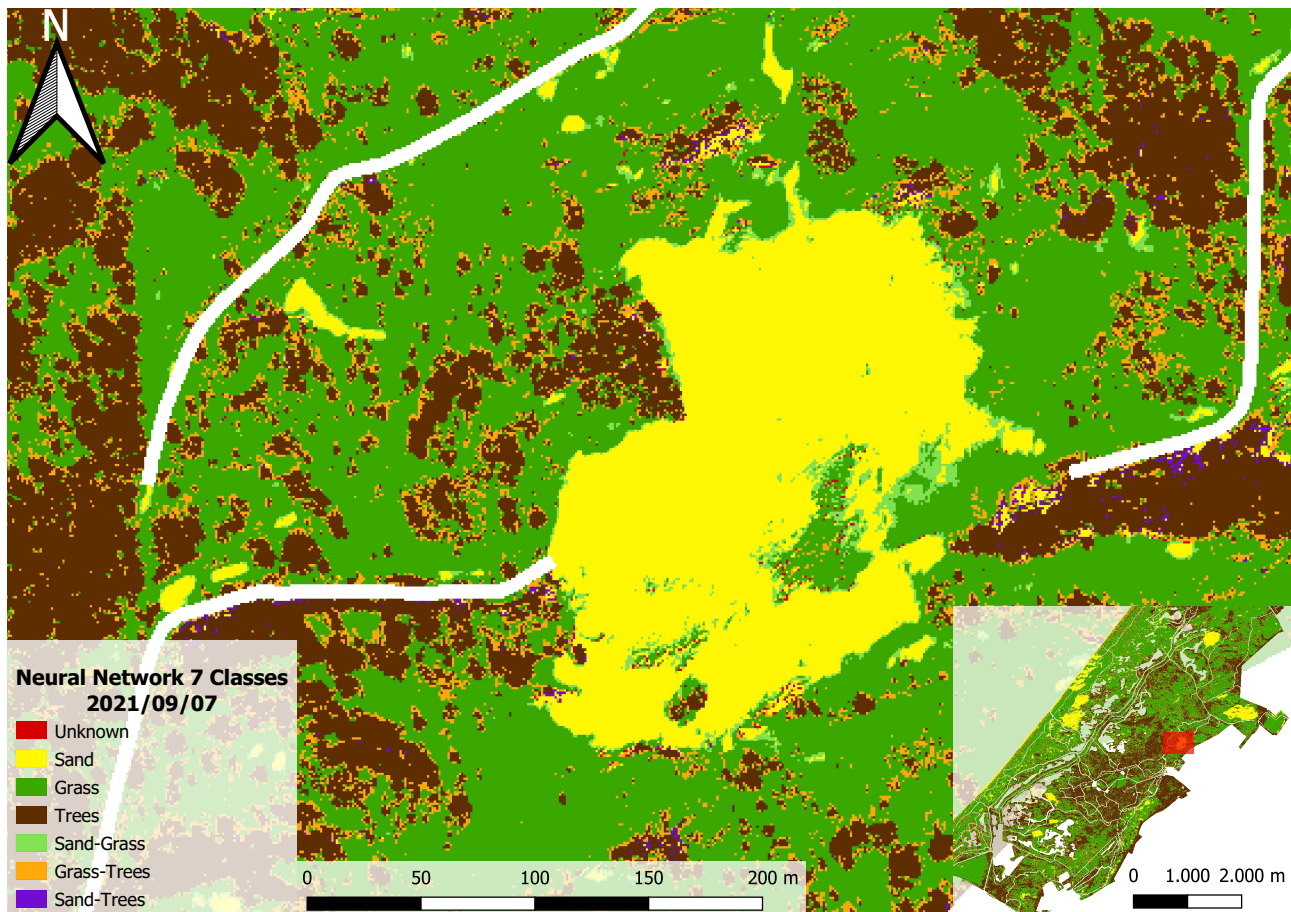 N
Neural Network 7 Classes
2021/09/07
Unknown
Sand
Grass
Trees
Sand-Grass
Grass-Trees
Sand-Trees
0 50 100 150 200 m
0 1.000 2.000 m